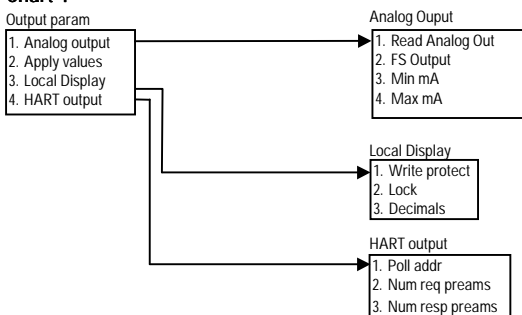 Output param
1. Analog output
2. Apply values
3. Local Display
4. HART output
Analog Ouput
1. Read Analog Out
2. FS Output
3. Min mA
4. Max mA
Local Display
1. Write protect
2. Lock
3. Decimals
HART output
1. Poll addr
2. Num req preams
3. Num resp preams